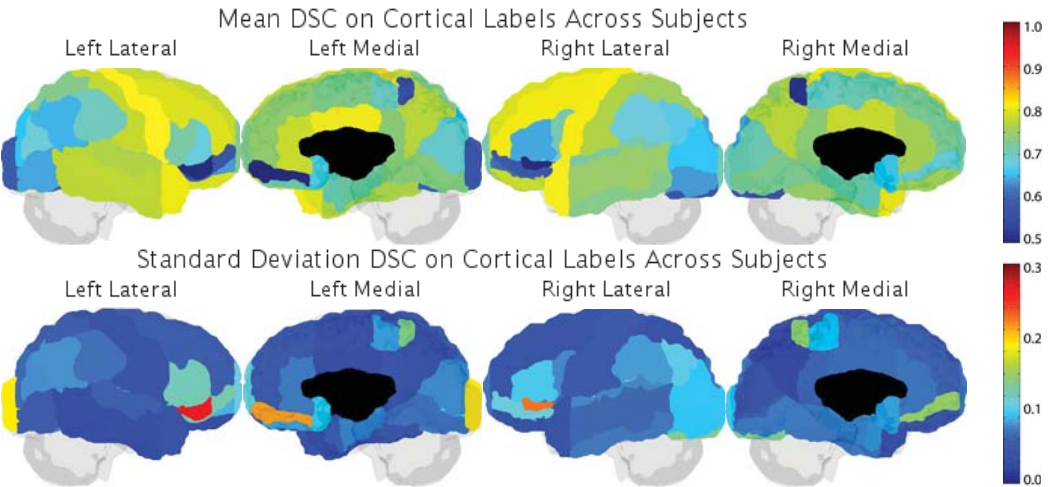 Mean DSC on Cortical Labels Across Subjects
Left Lateral Left Medial Right Lateral Right Medial
1.0
0.9
0.8
0.7
0.6
0.5
Standard Deviation DSC on Cortical Labels Across Subjects
Left Lateral Left Medial Right Lateral Right Medial
0.3
0.2
0.1
0.0